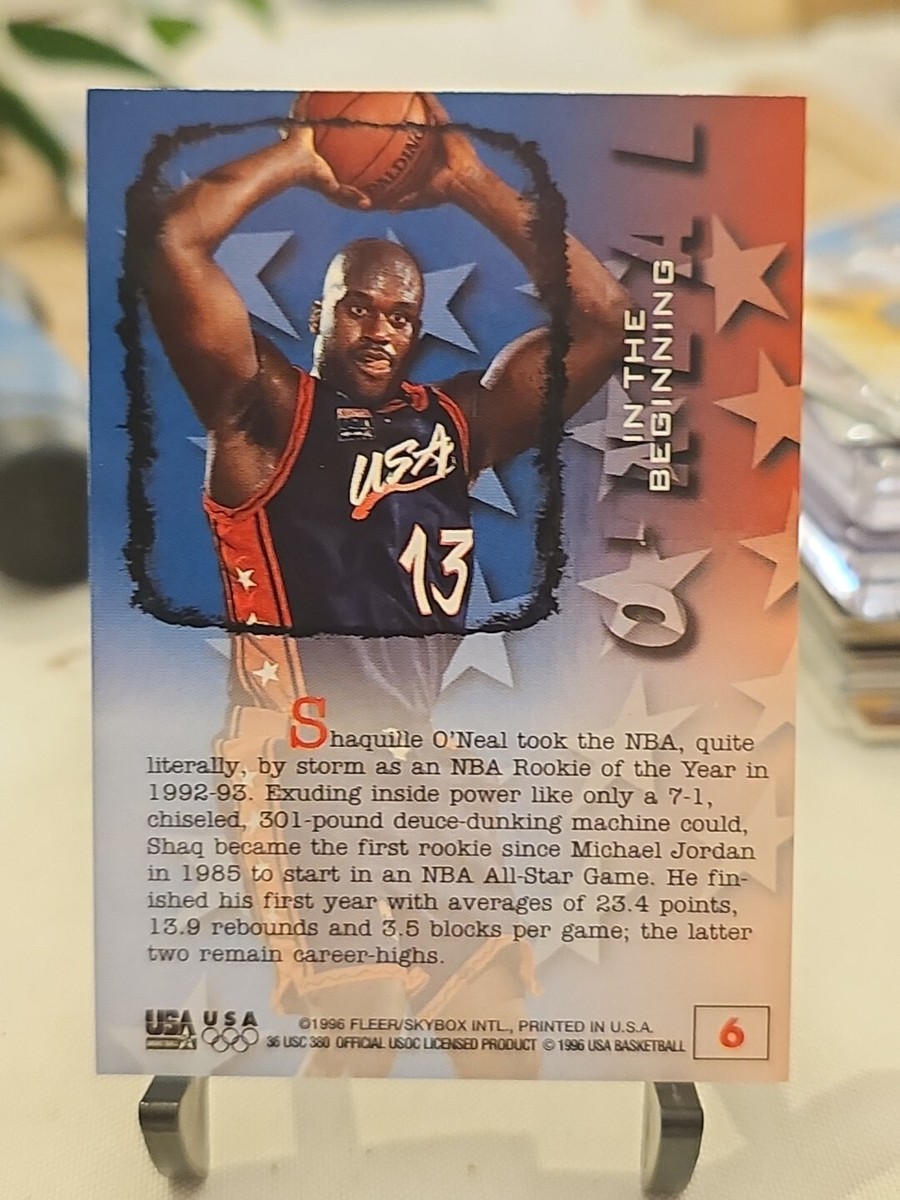 SPALDING
USA
13
O'NEAL
IN THE
BEGINNING
Shaquille O'Neal took the NBA, quite
literally, by storm as an NBA Rookie of the Year in
1992-93. Exuding inside power like only a 7-1,
chiseled, 301-pound deuce-dunking machine could,
Shaq became the first rookie since Michael Jordan
in 1985 to start in an NBA All-Star Game. He fin-
ished his first year with averages of 23.4 points,
13.9 rebounds and 3.5 blocks per game; the latter
two remain career-highs.
USA
USA
©1996 FLEER/SKYBOX INTL., PRINTED IN U.S.A.
36 USC 380 OFFICIAL USOC LICENSED PRODUCT © 1996 USA BASKETBALL
6